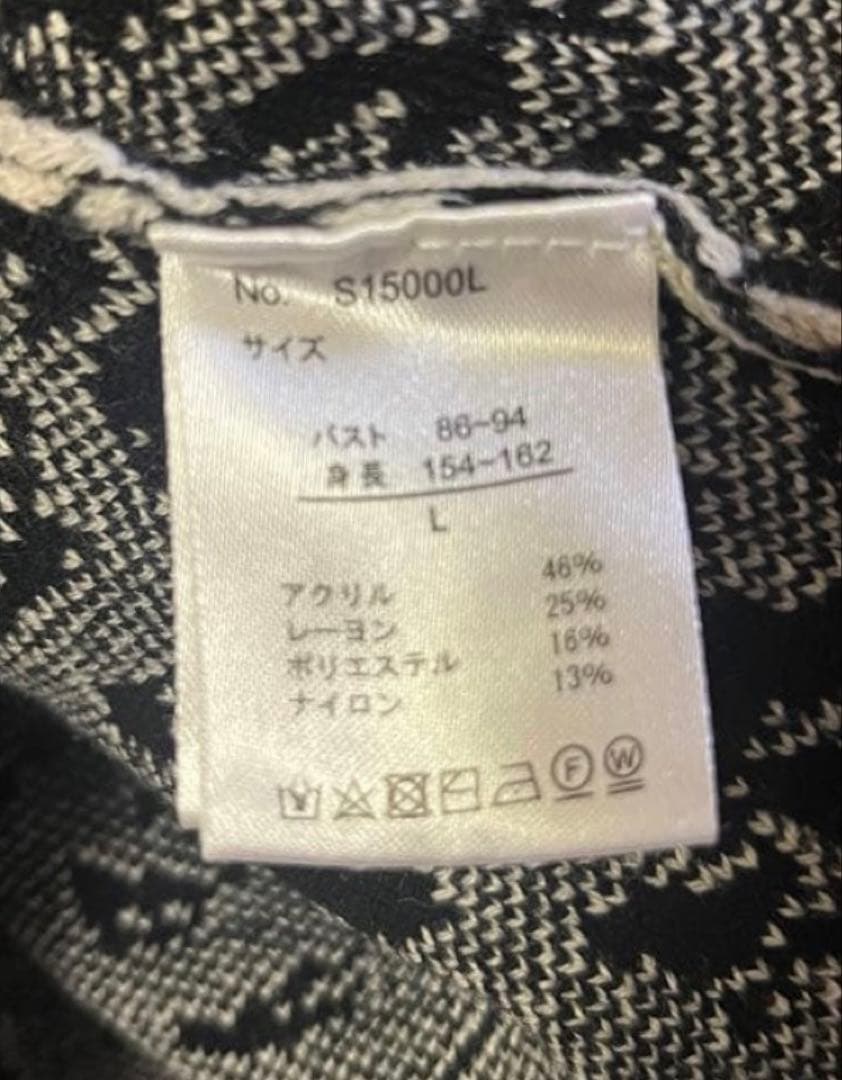 No. S15000L
サイズ
バスト 86-94
身長 154-162
L
アクリル 46%
レーヨン 25%
ポリエステル 16%
ナイロン 13%
F W